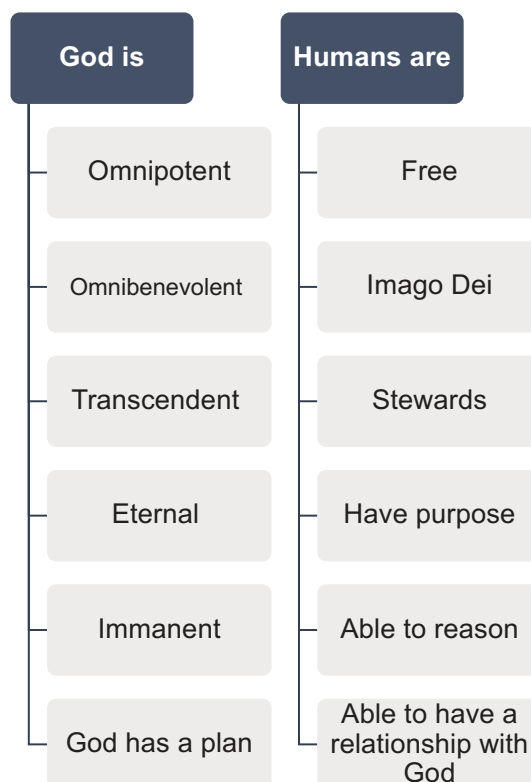 God is
Omnipotent
Omnibenevolent
Transcendent
Eternal
Immanent
God has a plan
Humans are
Free
Imago Dei
Stewards
Have purpose
Able to reason
Able to have a
relationship with
God